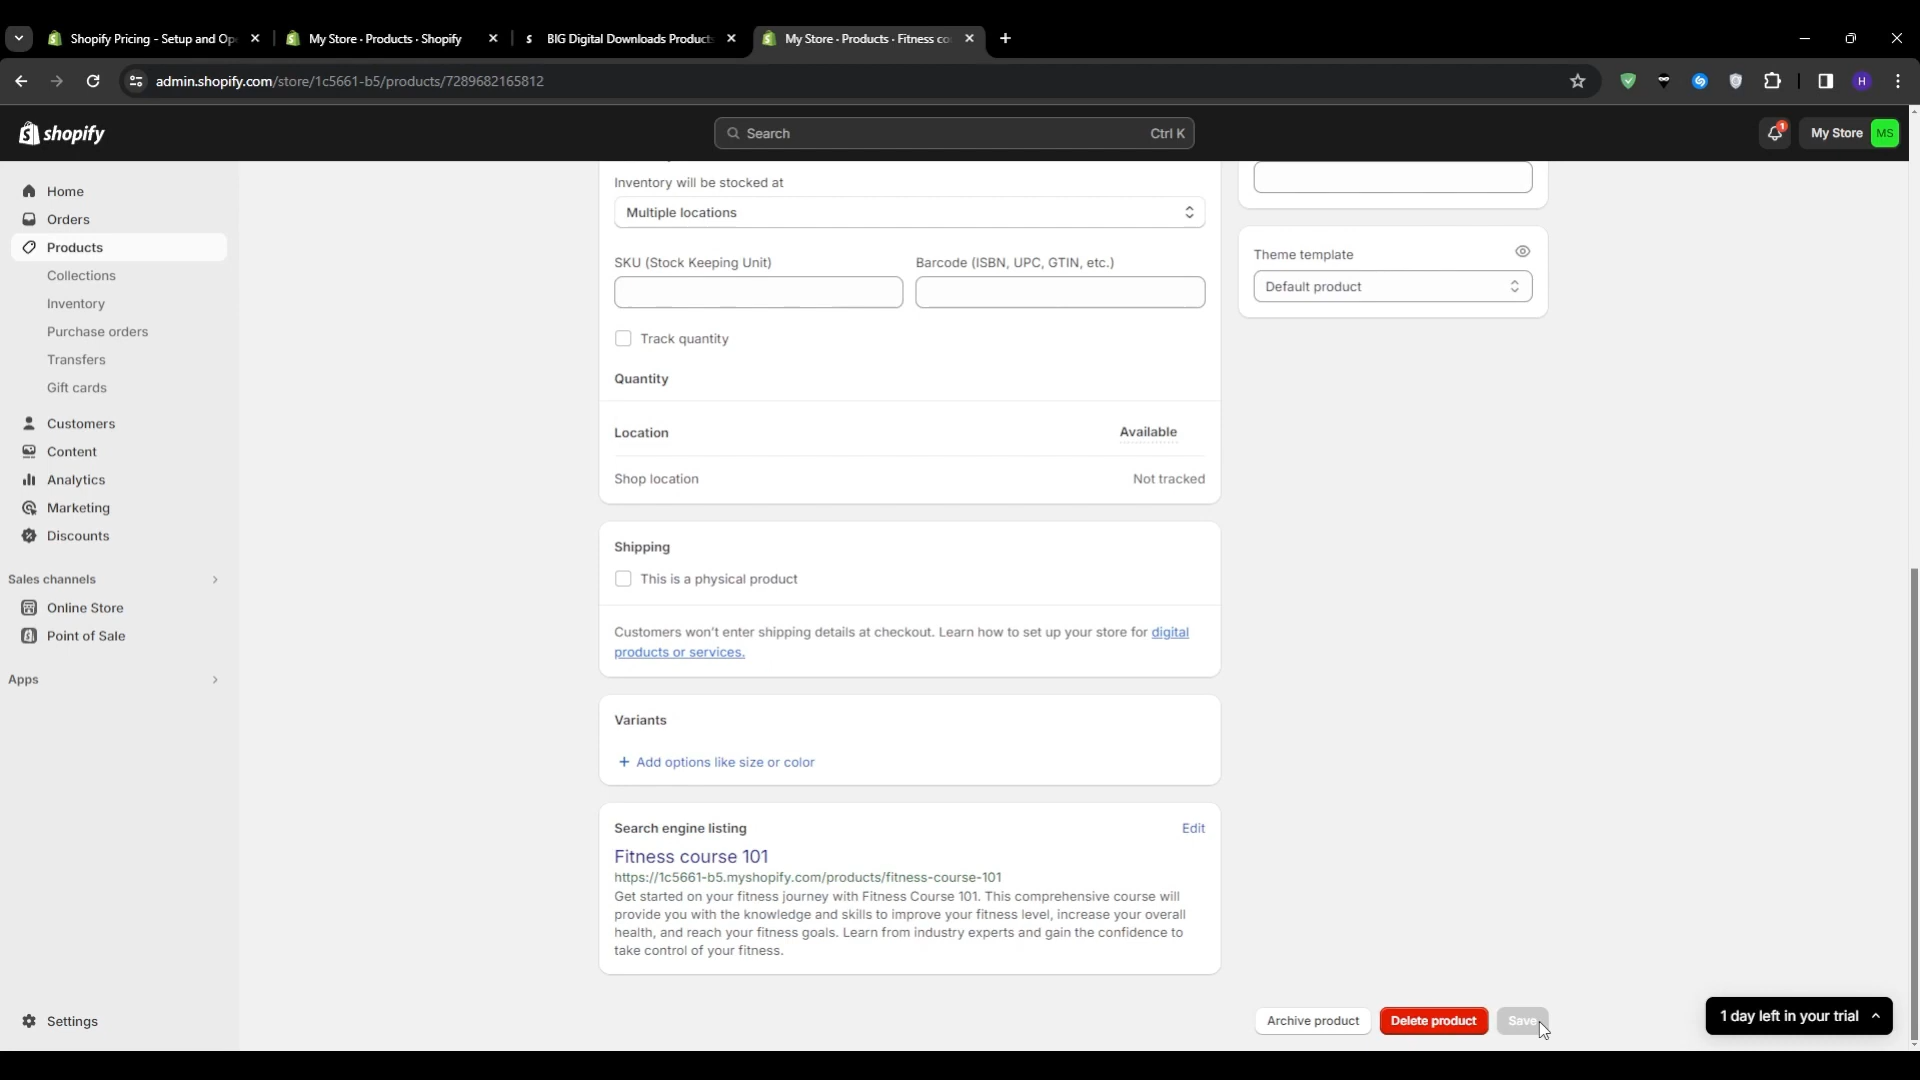 Shopify Pricing - Setup and Op
My Store · Products · Shopify
BIG Digital Downloads Product
My Store · Products · Fitness co
admin.shopify.com/store/1c5661-b5/products/7289682165812
H
shopify
Search
Ctrl K
1
My Store
MS
Home
Orders
Products
Collections
Inventory
Purchase orders
Transfers
Gift cards
Customers
Content
Analytics
Marketing
Discounts
Sales channels
Online Store
Point of Sale
Apps
Settings
Inventory will be stocked at
Multiple locations
SKU (Stock Keeping Unit)
Barcode (ISBN, UPC, GTIN, etc.)
Track quantity
Quantity
Location
Available
Shop location
Not tracked
Shipping
This is a physical product
Customers won't enter shipping details at checkout. Learn how to set up your store for digital
products or services.
Variants
+ Add options like size or color
Search engine listing
Edit
Fitness course 101
https://1c5661-b5.myshopify.com/products/fitness-course-101
Get started on your fitness journey with Fitness Course 101. This comprehensive course will
provide you with the knowledge and skills to improve your fitness level, increase your overall
health, and reach your fitness goals. Learn from industry experts and gain the confidence to
take control of your fitness.
Theme template
Default product
Archive product
Delete product
Save
1 day left in your trial